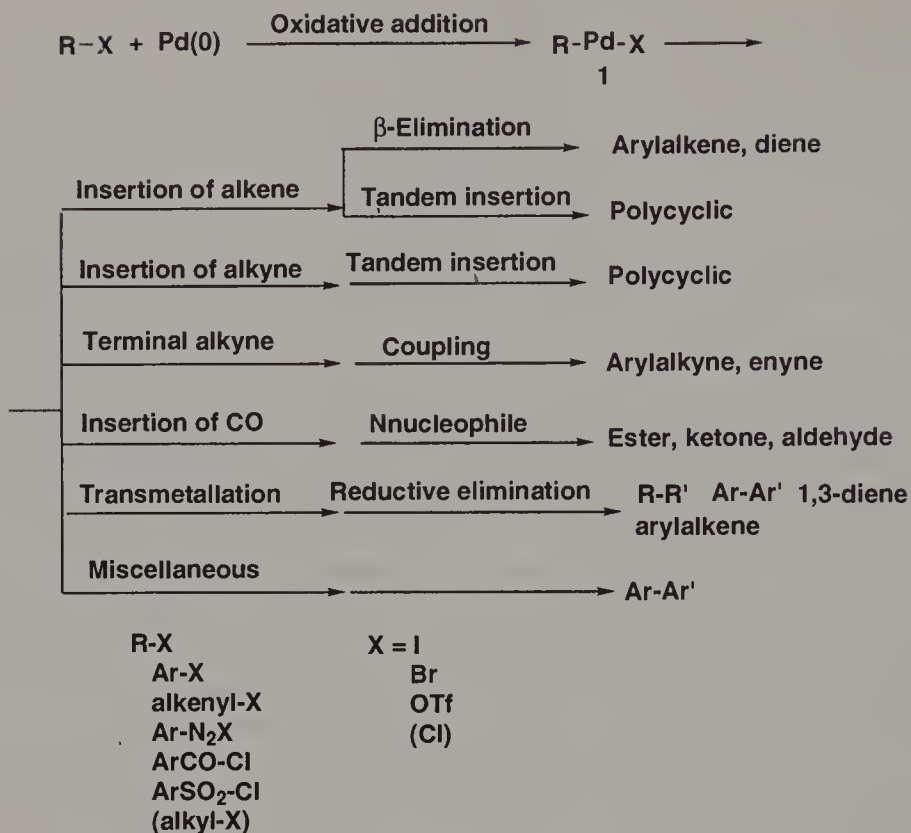 Oxidative addition
R-X + Pd(0) R-Pd-X
1
β-Elimination
Arylalkene, diene
Insertion of alkene
Tandem insertion
Polycyclic
Insertion of alkyne Tandem insertion Polycyclic
Terminal alkyne Coupling Arylalkyne, enyne
Insertion of CO Nnucleophile Ester, ketone, aldehyde
Transmetallation Reductive elimination R-R' Ar-Ar' 1,3-diene
arylalkene
Miscellaneous Ar-Ar'
R-X X = I
Ar-X Br
alkenyl-X OTf
Ar-N₂X (Cl)
ArCO-Cl
ArSO₂-Cl
(alkyl-X)